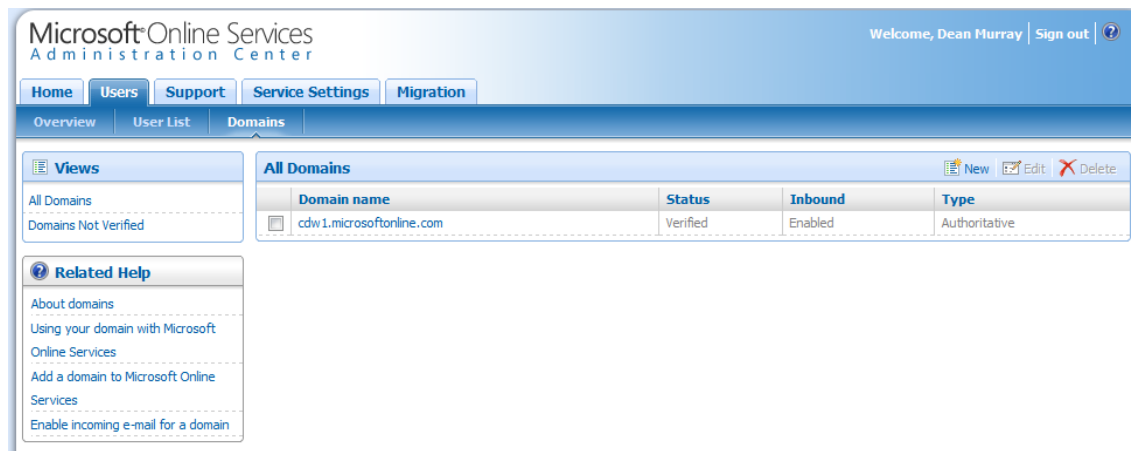 Microsoft® Online Services
Administration Center
Welcome, Dean Murray | Sign out
Home Users Support Service Settings Migration
Overview User List Domains
Views
All Domains
Domains Not Verified
All Domains
New Edit Delete
Domain name Status Inbound Type
cdw1.microsoftonline.com Verified Enabled Authoritative
Related Help
About domains
Using your domain with Microsoft
Online Services
Add a domain to Microsoft Online
Services
Enable incoming e-mail for a domain